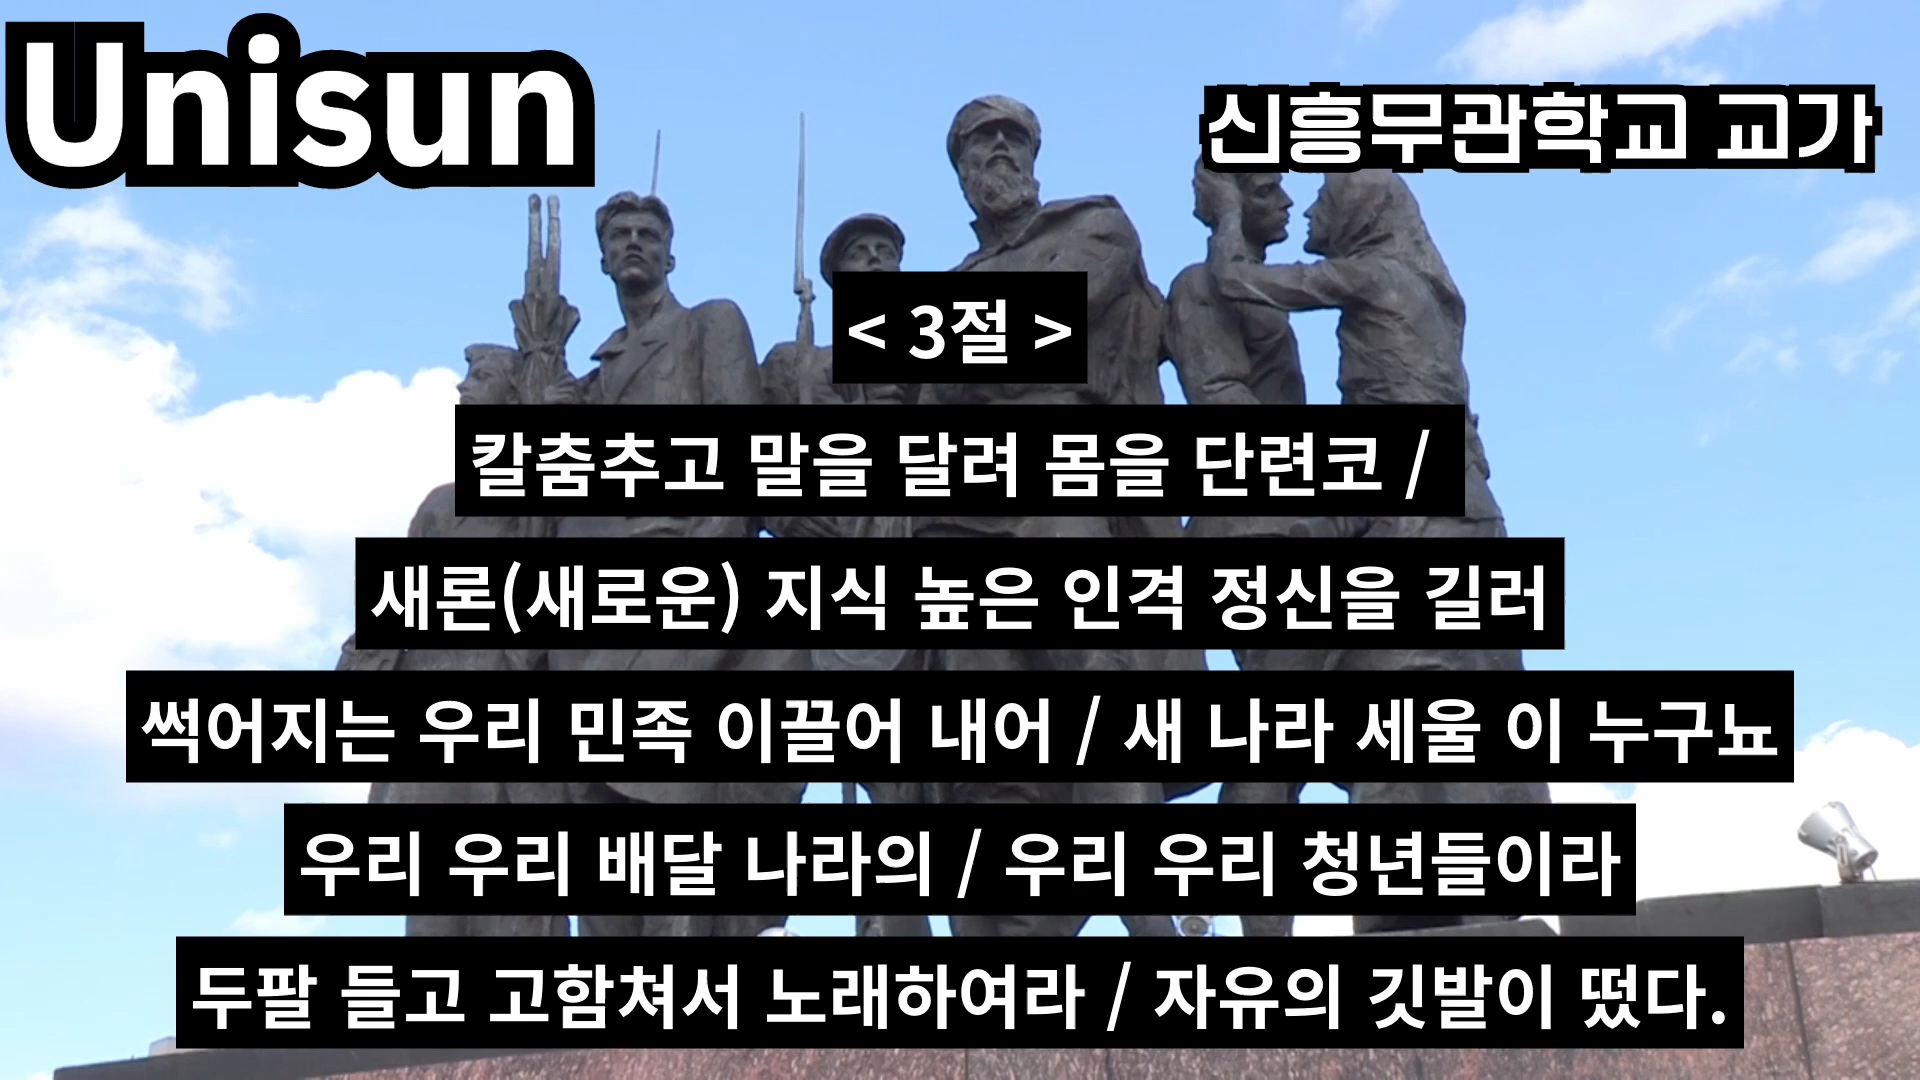 Unisun
신흥무관학교 교가
< 3절 >
칼춤추고 말을 달려 몸을 단련코 /
새론(새로운) 지식 높은 인격 정신을 길러
썩어지는 우리 민족 이끌어 내어 / 새 나라 세울 이 누구뇨
우리 우리 배달 나라의 / 우리 우리 청년들이라
두팔 들고 고함쳐서 노래하여라 / 자유의 깃발이 떴다.